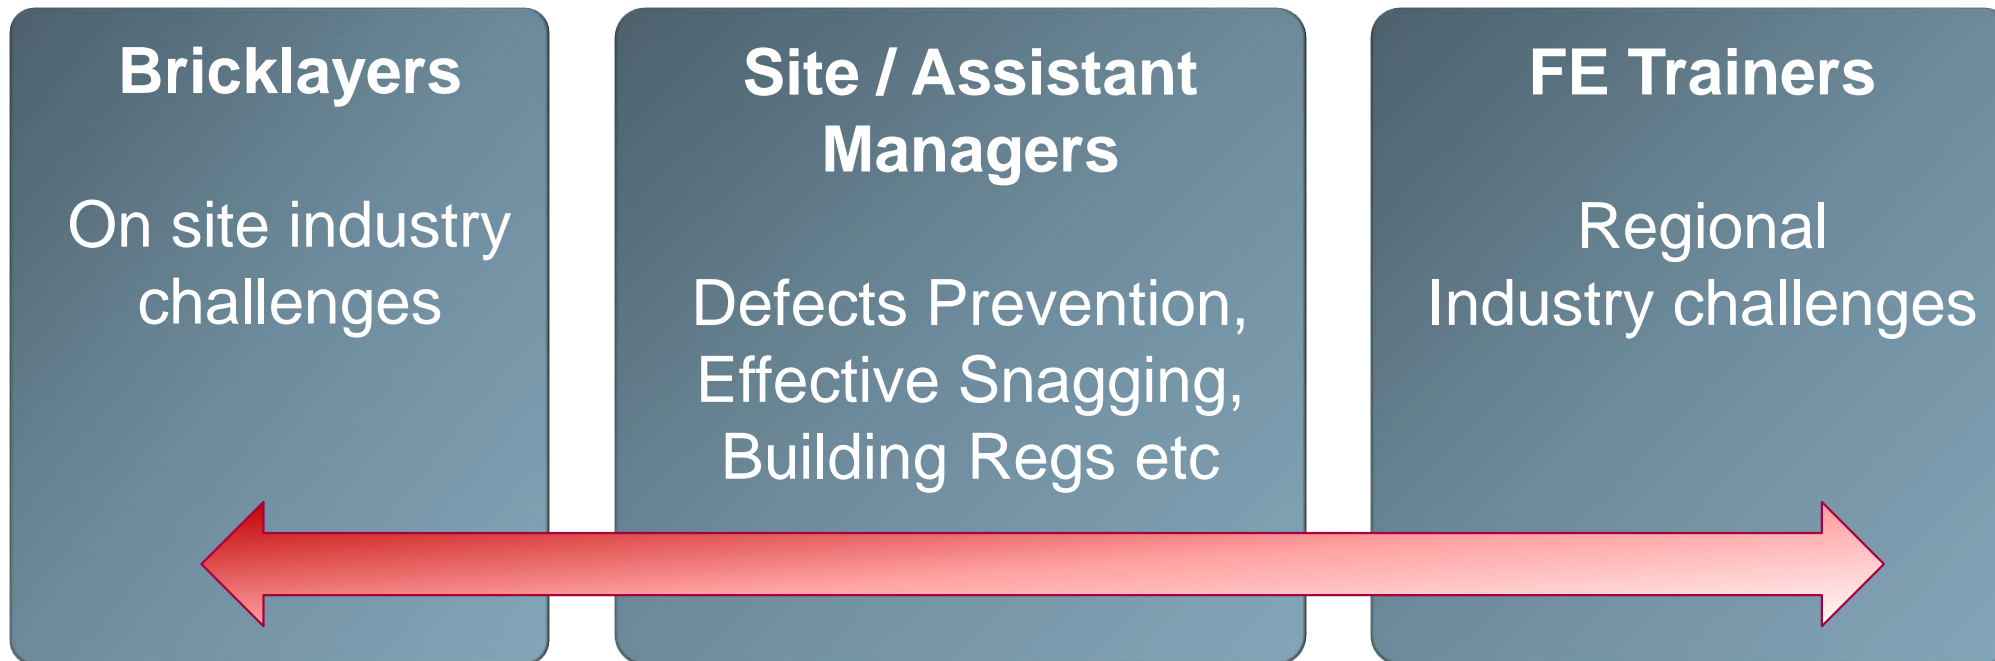 Bricklayers
On site industry
challenges
Site / Assistant
Managers
Defects Prevention,
Effective Snagging,
Building Regs etc
FE Trainers
Regional
Industry challenges